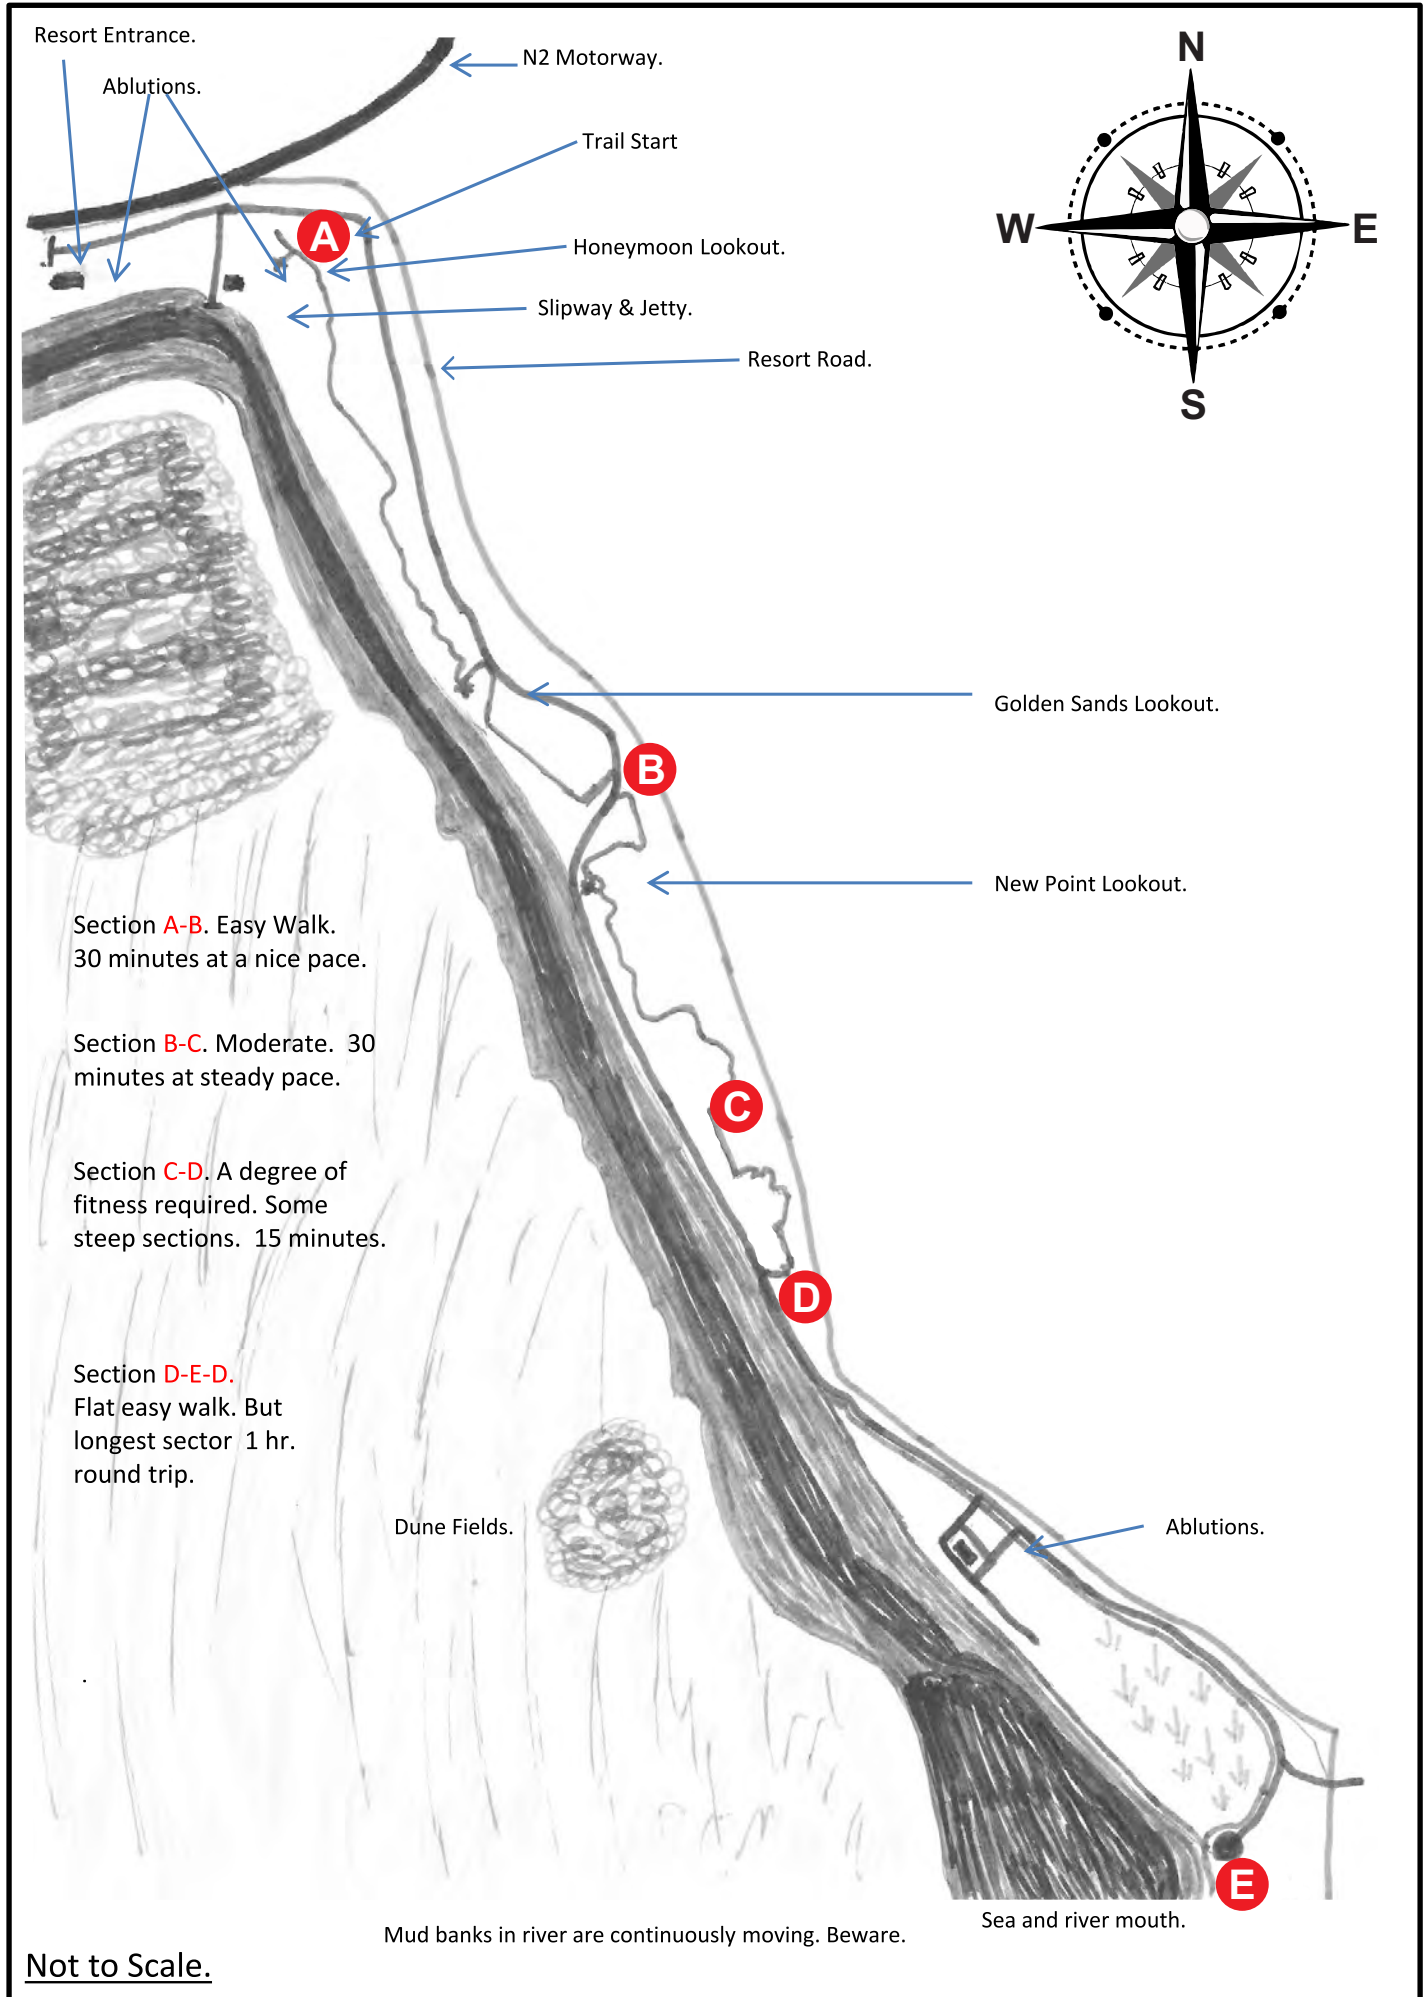 Resort Entrance.
N2 Motorway.
Ablutions.
Trail Start
Honeymoon Lookout.
Slipway & Jetty.
Resort Road.
N
W
E
S
A
Golden Sands Lookout.
B
New Point Lookout.
Section A-B. Easy Walk.
30 minutes at a nice pace.
Section B-C. Moderate.  30
minutes at steady pace.
C
Section C-D. A degree of
fitness required. Some
steep sections.  15 minutes.
D
Section D-E-D.
Flat easy walk. But
longest sector  1 hr.
round trip.
Dune Fields.
Ablutions.
E
Sea and river mouth.
Mud banks in river are continuously moving. Beware.
Not to Scale.